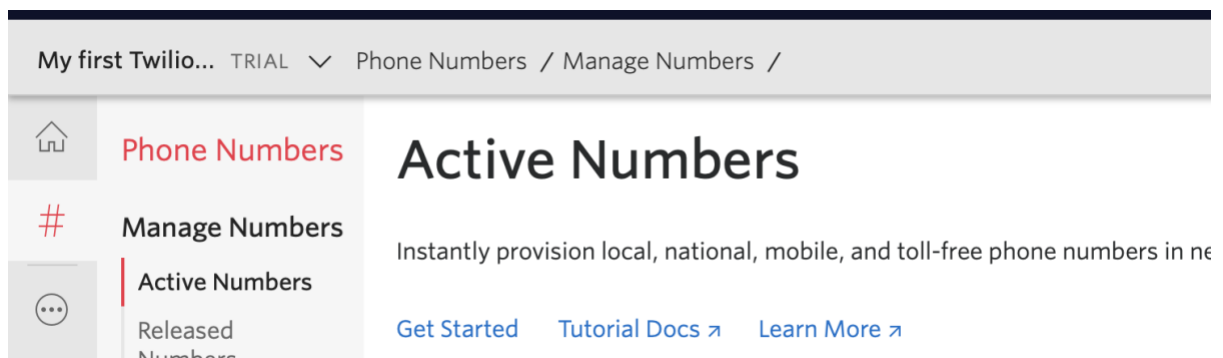 My first Twilio... TRIAL Phone Numbers / Manage Numbers /
Phone Numbers
Manage Numbers
Active Numbers
Released
Numbers
Active Numbers
Instantly provision local, national, mobile, and toll-free phone numbers in
Get Started Tutorial Docs Learn More